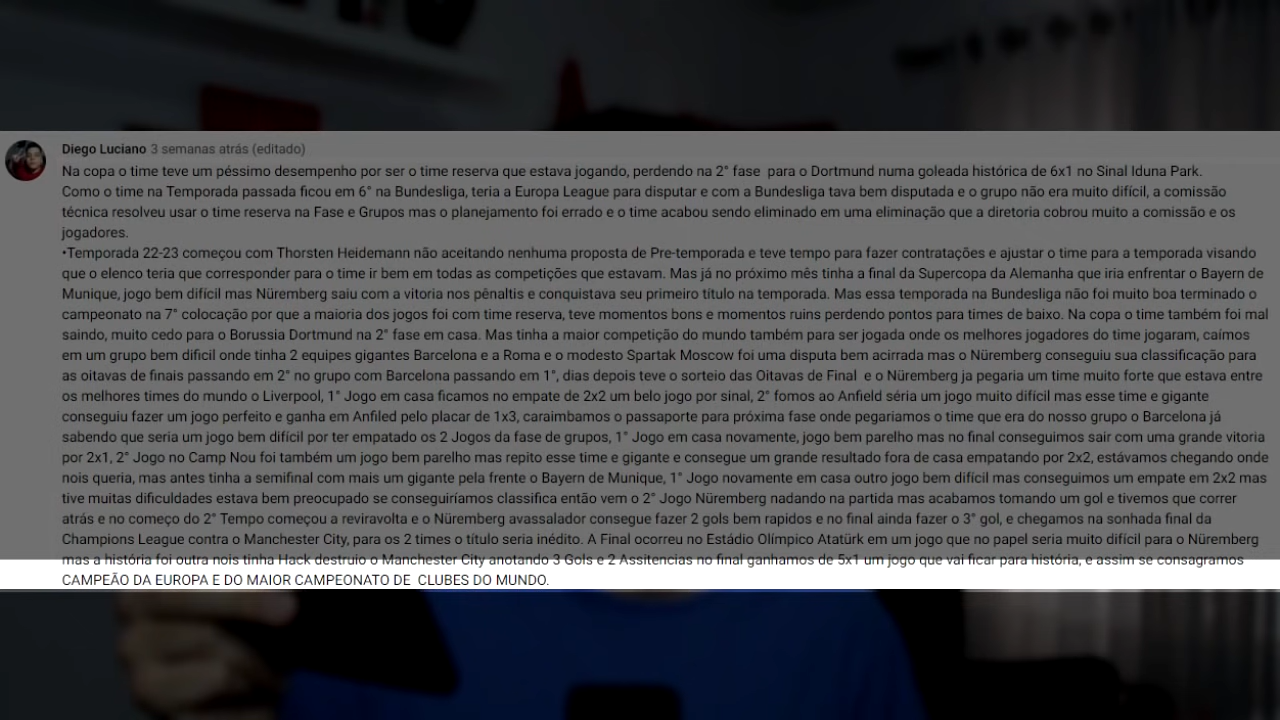 Diego Luciano 3 semanas atrás (editado)
Na copa o time teve um péssimo desempenho por ser o time reserva que estava jogando, perdendo na 2° fase  para o Dortmund numa goleada histórica de 6x1 no Sinal Iduna Park.
Como o time na Temporada passada ficou em 6° na Bundesliga, teria a Europa League para disputar e com a Bundesliga tava bem disputada e o grupo não era muito difícil, a comissão
técnica resolveu usar o time reserva na Fase e Grupos mas o planejamento foi errado e o time acabou sendo eliminado em uma eliminação que a diretoria cobrou muito a comissão e os
jogadores.
•Temporada 22-23 começou com Thorsten Heidemann não aceitando nenhuma proposta de Pre-temporada e teve tempo para fazer contratações e ajustar o time para a temporada visando
que o elenco teria que corresponder para o time ir bem em todas as competições que estavam. Mas já no próximo mês tinha a final da Supercopa da Alemanha que iria enfrentar o Bayern de
Munique, jogo bem difícil mas Nüremberg saiu com a vitoria nos pênaltis e conquistava seu primeiro título na temporada. Mas essa temporada na Bundesliga não foi muito boa terminado o
campeonato na 7° colocação por que a maioria dos jogos foi com time reserva, teve momentos bons e momentos ruins perdendo pontos para times de baixo. Na copa o time também foi mal
saindo, muito cedo para o Borussia Dortmund na 2° fase em casa. Mas tinha a maior competição do mundo também para ser jogada onde os melhores jogadores do time jogaram, caímos
em um grupo bem dificil onde tinha 2 equipes gigantes Barcelona e a Roma e o modesto Spartak Moscow foi uma disputa bem acirrada mas o Nüremberg conseguiu sua classificação para
as oitavas de finais passando em 2° no grupo com Barcelona passando em 1°, dias depois teve o sorteio das Oitavas de Final  e o Nüremberg ja pegaria um time muito forte que estava entre
os melhores times do mundo o Liverpool, 1° Jogo em casa ficamos no empate de 2x2 um belo jogo por sinal, 2° fomos ao Anfield séria um jogo muito difícil mas esse time e gigante
conseguiu fazer um jogo perfeito e ganha em Anfiled pelo placar de 1x3, caraimbamos o passaporte para próxima fase onde pegariamos o time que era do nosso grupo o Barcelona já
sabendo que seria um jogo bem difícil por ter empatado os 2 Jogos da fase de grupos, 1° Jogo em casa novamente, jogo bem parelho mas no final conseguimos sair com uma grande vitoria
por 2x1, 2° Jogo no Camp Nou foi também um jogo bem parelho mas repito esse time e gigante e consegue um grande resultado fora de casa empatando por 2x2, estávamos chegando onde
nois queria, mas antes tinha a semifinal com mais um gigante pela frente o Bayern de Munique, 1° Jogo novamente em casa outro jogo bem difícil mas conseguimos um empate em 2x2 mas
tive muitas dificuldades estava bem preocupado se conseguiríamos classifica então vem o 2° Jogo Nüremberg nadando na partida mas acabamos tomando um gol e tivemos que correr
atrás e no começo do 2° Tempo começou a reviravolta e o Nüremberg avassalador consegue fazer 2 gols bem rapidos e no final ainda fazer o 3° gol, e chegamos na sonhada final da
Champions League contra o Manchester City, para os 2 times o título seria inédito. A Final ocorreu no Estádio Olímpico Atatürk em um jogo que no papel seria muito difícil para o Nüremberg
mas a história foi outra nois tinha Hack destruio o Manchester City anotando 3 Gols e 2 Assitencias no final ganhamos de 5x1 um jogo que vai ficar para história, e assim se consagramos
CAMPEÃO DA EUROPA E DO MAIOR CAMPEONATO DE  CLUBES DO MUNDO.